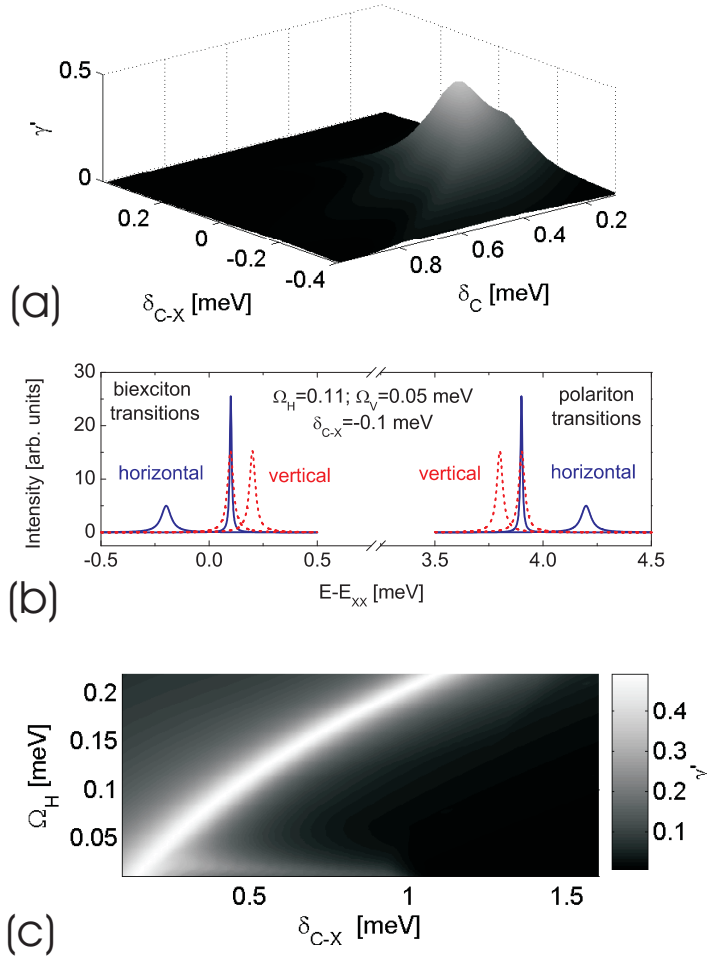 0.5
γ'
0
0.2
0
-0.2
-0.4
0.8
0.6
0.4
0.2
δC-X [meV]
δC [meV]
(a)
30
20
10
0
Intensity [arb. units]
biexciton
transitions
ΩH=0.11; ΩV=0.05 meV
δC-X=-0.1 meV
polariton
transitions
horizontal
vertical
vertical
horizontal
-0.5
0.0
0.5
3.5
4.0
4.5
E-EXX [meV]
(b)
0.2
0.15
0.1
0.05
ΩH [meV]
0.5
1
1.5
δC-X [meV]
0.4
0.3
0.2
0.1
γ'
(c)